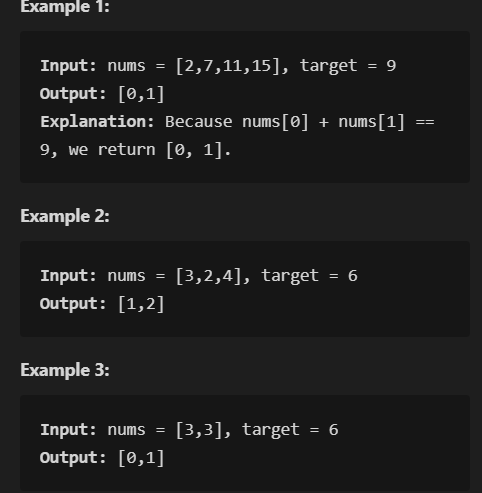 Example 1:
Input: nums = [2,7,11,15], target = 9
Output: [0,1]
Explanation: Because nums[0] + nums[1] ==
9, we return [0, 1].
Example 2:
Input: nums = [3,2,4], target = 6
Output: [1,2]
Example 3:
Input: nums = [3,3], target = 6
Output: [0,1]